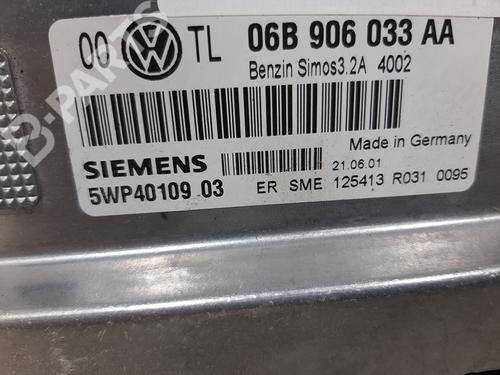 00 TL 06B 906 033 AA
Benzin Simos3.2A 4002
Made in Germany
SIEMENS 21.06.01
5WP40109 03 ER SME 125413 R031 0095
B-PARTS